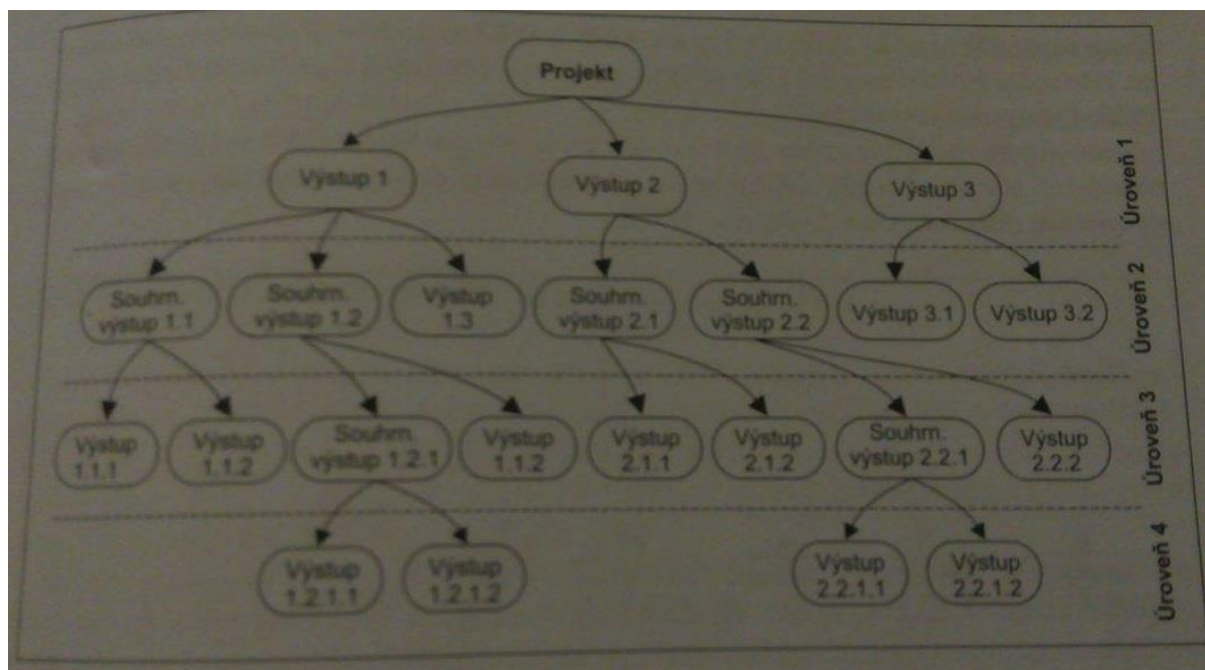 Projekt
Výstup 1
Výstup 2
Výstup 3
Úroveň 1
Souhrn.
výstup 1.1
Souhrn.
výstup 1.2
Výstup
1.3
Souhrn.
výstup 2.1
Souhrn.
výstup 2.2
Výstup 3.1
Výstup 3.2
Úroveň 2
Výstup
1.1.1
Výstup
1.1.2
Souhrn.
výstup 1.2.1
Výstup
1.1.2
Výstup
2.1.1
Výstup
2.1.2
Souhrn.
výstup 2.2.1
Výstup
2.2.2
Úroveň 3
Výstup
1.2.1.1
Výstup
1.2.1.2
Výstup
2.2.1.1
Výstup
2.2.1.2
Úroveň 4